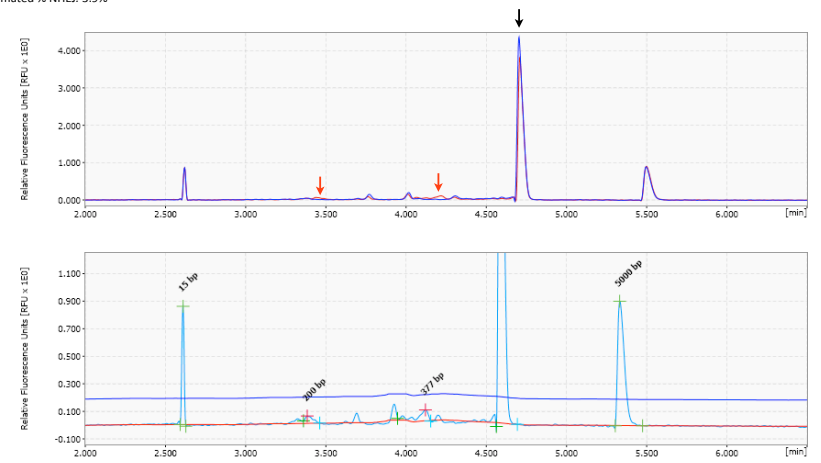 Relative Fluorescence Units [RFU x 1E0]
4.000
3.000
2.000
1.000
0.000
2.000 2.500 3.000 3.500 4.000 4.500 5.000 5.500 6.000 [min]
Relative Fluorescence Units [RFU x 1E0]
1.100
0.900
0.700
0.500
0.300
0.100
-0.100
15 bp
200 bp
377 bp
5000 bp
2.000 2.500 3.000 3.500 4.000 4.500 5.000 5.500 6.000 [min]